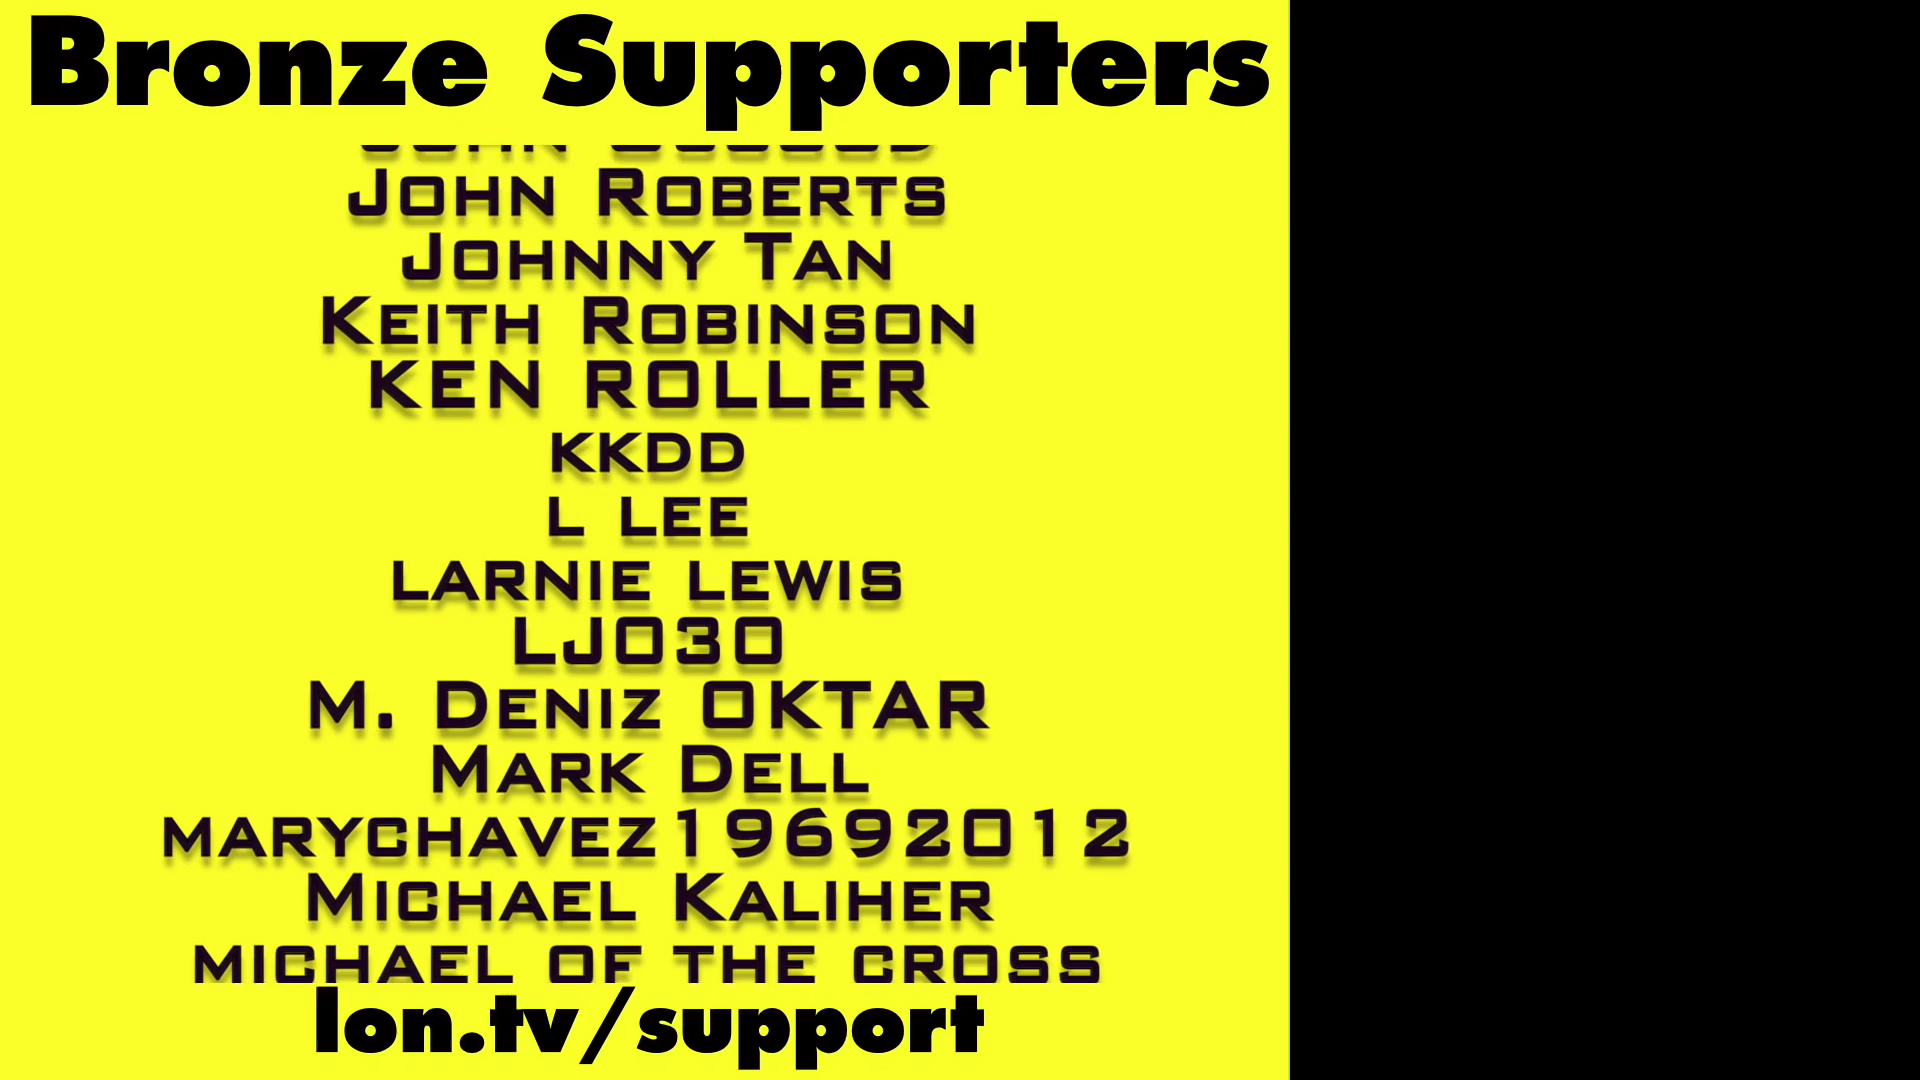 Bronze Supporters
John
John Roberts
Johnny Tan
Keith Robinson
KEN ROLLER
kkdd
l lee
larnie lewis
LJ030
M. Deniz OKTAR
Mark Dell
marychavez19692012
Michael Kaliher
michael of the cross
lon.tv/support